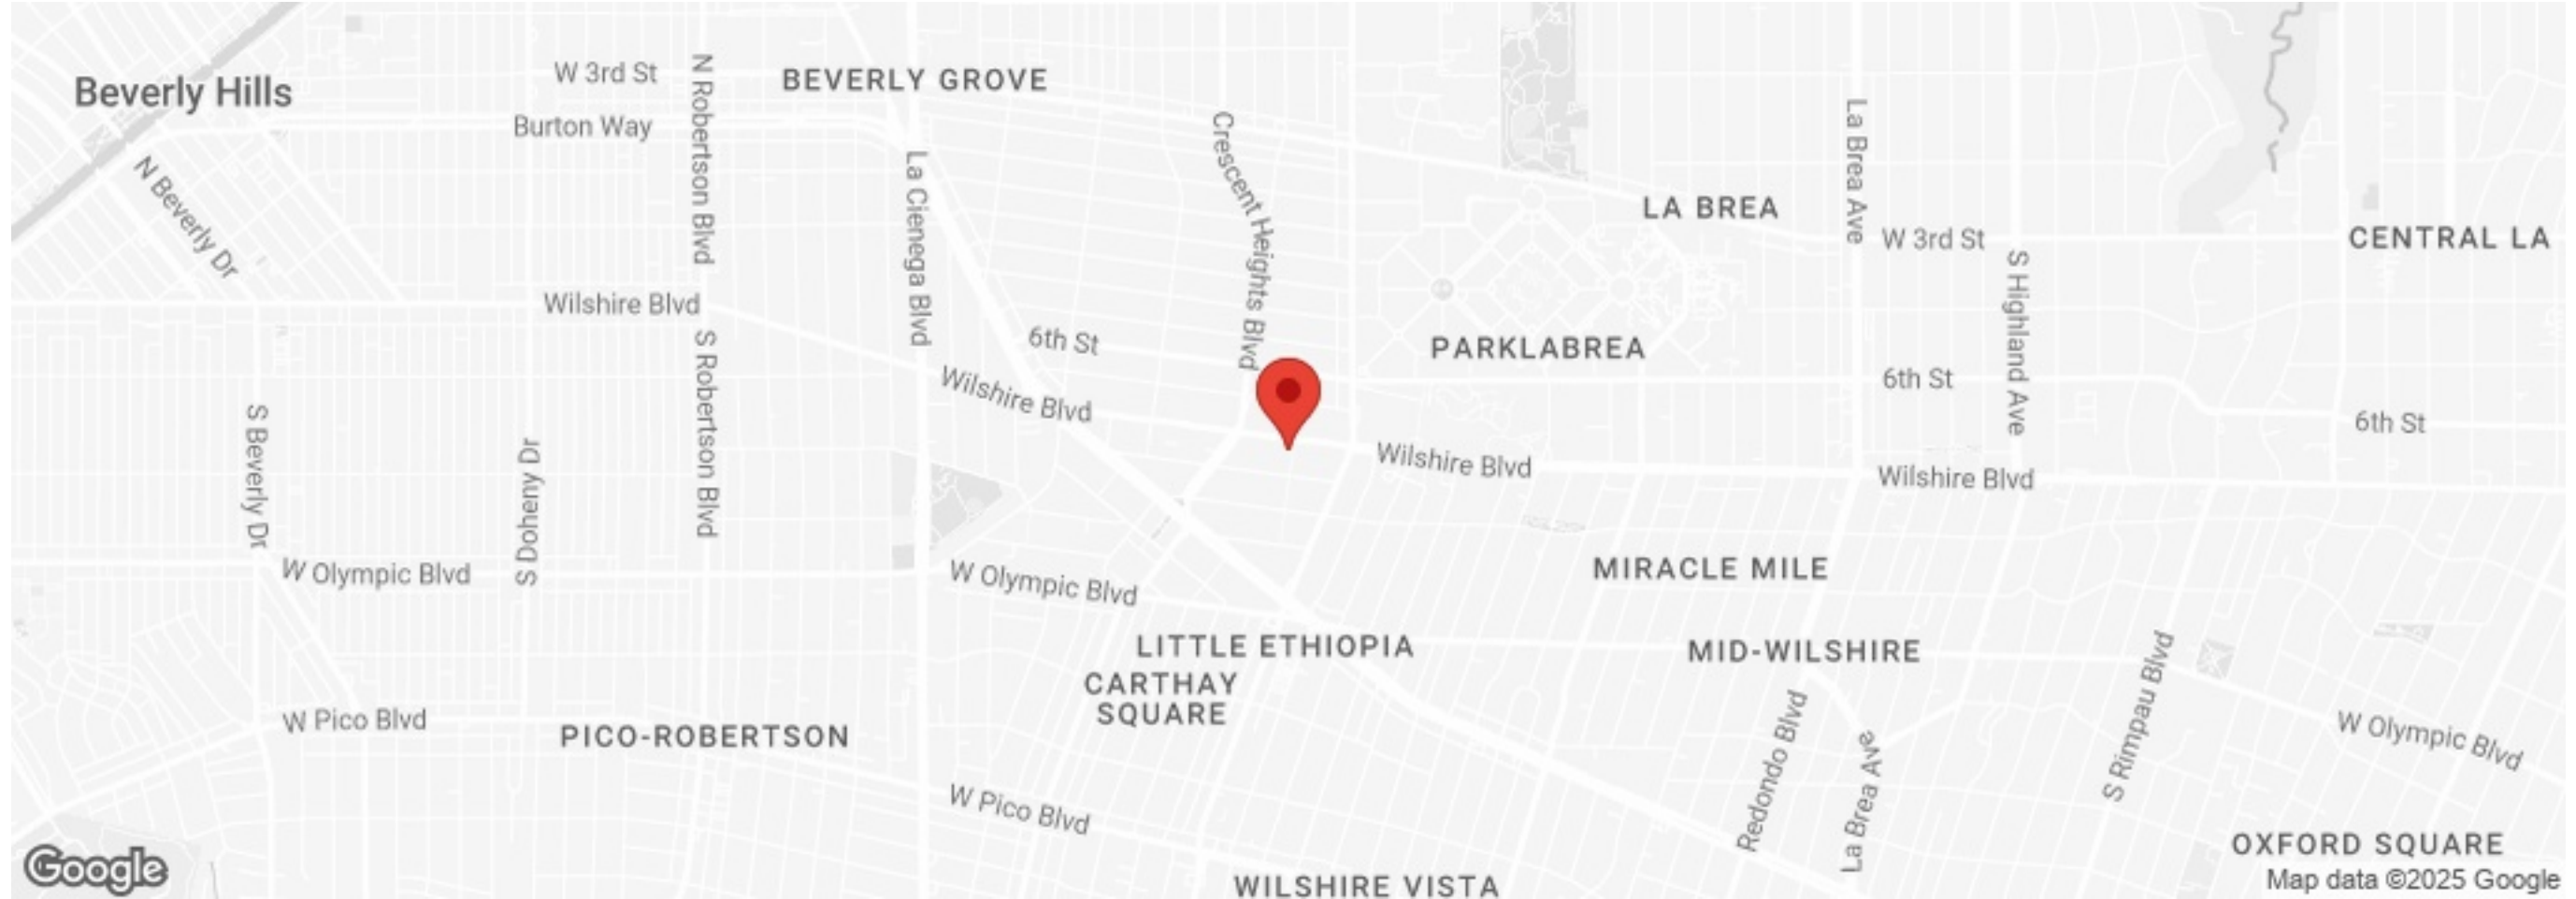 W 3rd St
BEVERLY GROVE
Beverly Hills
N Robertson Blvd
Burton Way
Crescent Heights Blvd
La Brea Ave
La Cienega Blvd
N Beverly Dr
LA BREA
W 3rd St
CENTRAL LA
S Highland Ave
Wilshire Blvd
6th St
S Robertson Blvd
PARKLABREA
6th St
Wilshire Blvd
6th St
S Beverly Dr
S Doheny Dr
Wilshire Blvd
Wilshire Blvd
W Olympic Blvd
W Olympic Blvd
MIRACLE MILE
LITTLE ETHIOPIA
MID-WILSHIRE
CARTHAY
SQUARE
S Rimpau Blvd
W Pico Blvd
PICO-ROBERTSON
Redondo Blvd
La Brea Ave
W Olympic Blvd
W Pico Blvd
OXFORD SQUARE
Google
WILSHIRE VISTA
Map data ©2025 Google